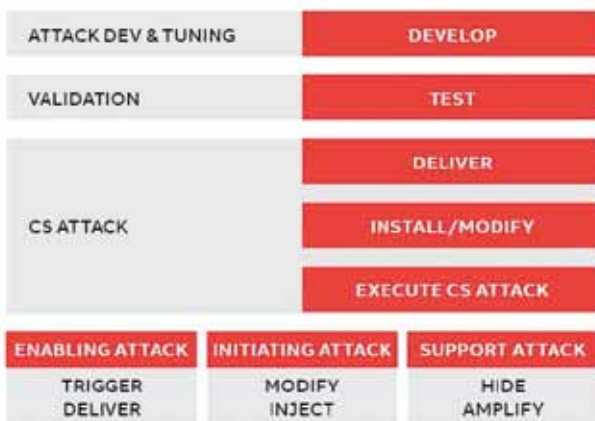 ATTACK DEV & TUNING DEVELOP
VALIDATION TEST
DELIVER
CS ATTACK INSTALL/MODIFY
EXECUTE CS ATTACK
ENABLING ATTACK INITIATING ATTACK SUPPORT ATTACK
TRIGGER MODIFY HIDE
DELIVER INJECT AMPLIFY